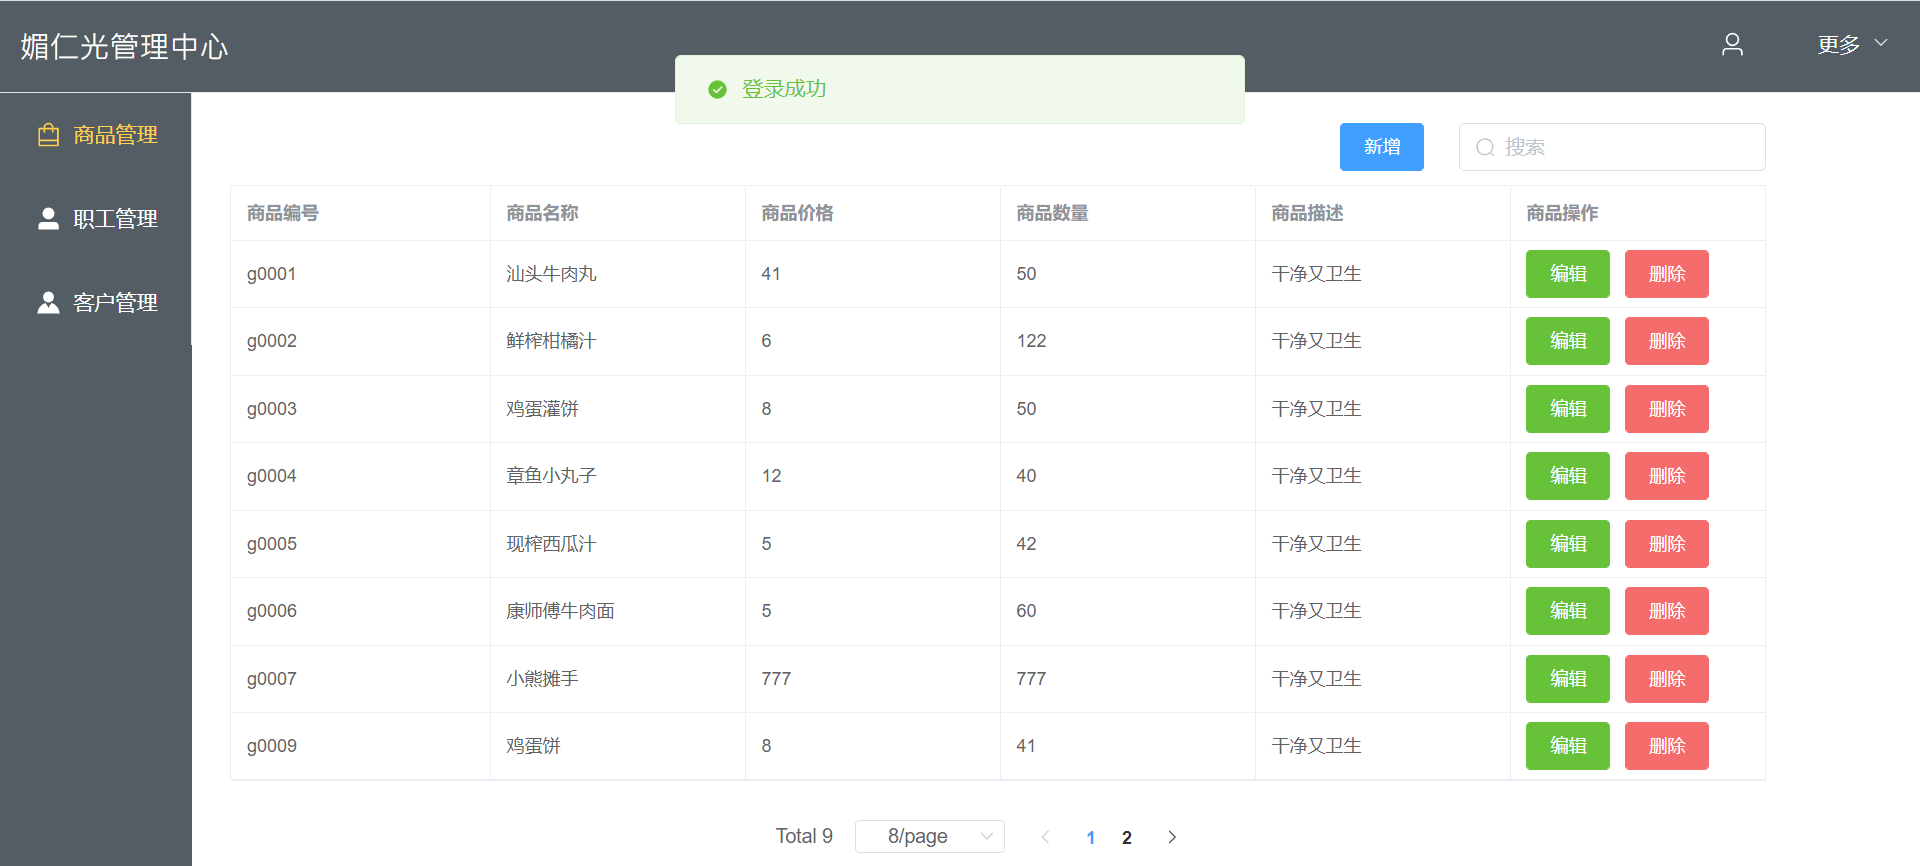 媚仁光管理中心
更多
登录成功
商品管理
职工管理
客户管理
新增 搜索
商品编号 商品名称 商品价格 商品数量 商品描述 商品操作
g0001 汕头牛肉丸 41 50 干净又卫生 编辑 删除
g0002 鲜榨柑橘汁 6 122 干净又卫生 编辑 删除
g0003 鸡蛋灌饼 8 50 干净又卫生 编辑 删除
g0004 章鱼小丸子 12 40 干净又卫生 编辑 删除
g0005 现榨西瓜汁 5 42 干净又卫生 编辑 删除
g0006 康师傅牛肉面 5 60 干净又卫生 编辑 删除
g0007 小熊摊手 777 777 干净又卫生 编辑 删除
g0009 鸡蛋饼 8 41 干净又卫生 编辑 删除
Total 9 8/page 1 2